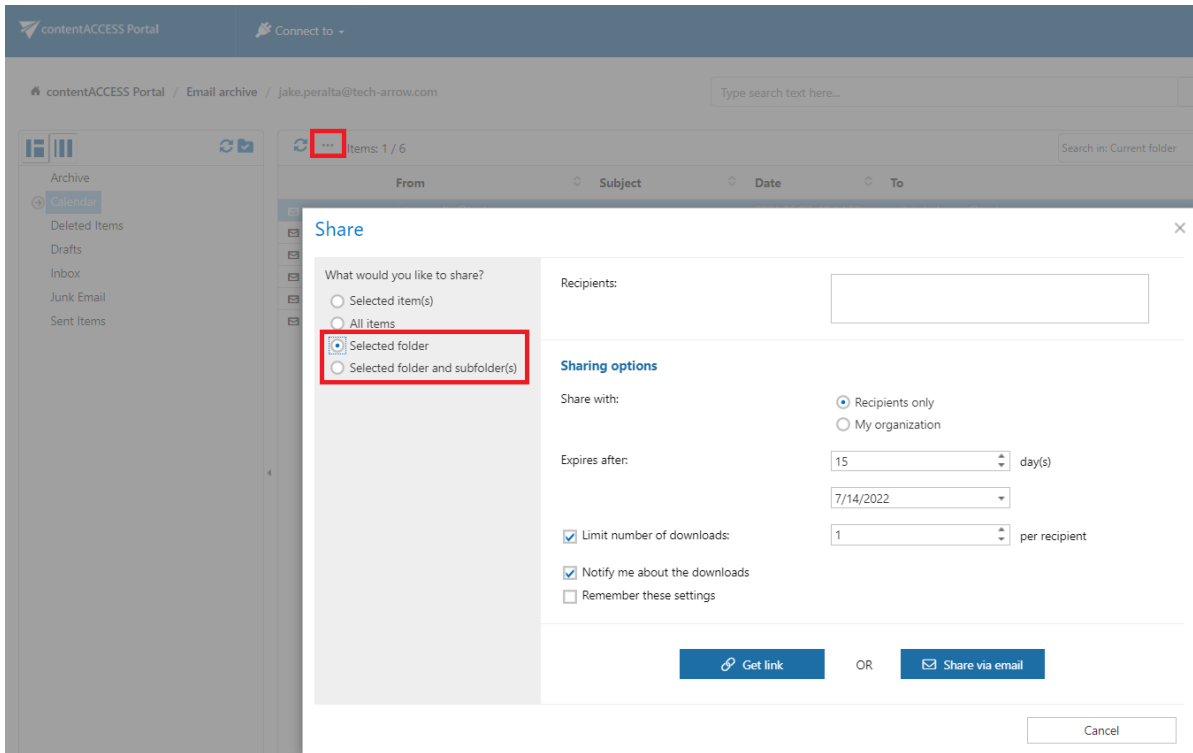 contentACCESS Portal
Connect to
contentACCESS Portal / Email archive / jake.peralta@tech-arrow.com
Type search text here...
... Items: 1 / 6
Search in: Current folder
Archive
Calendar
Deleted Items
Drafts
Inbox
Junk Email
Sent Items
From Subject Date To
Share
What would you like to share?
Selected item(s)
All items
Selected folder
Selected folder and subfolder(s)
Recipients:
Sharing options
Share with:
Recipients only
My organization
Expires after:
15 day(s)
7/14/2022
Limit number of downloads:
1 per recipient
Notify me about the downloads
Remember these settings
Get link OR Share via email
Cancel